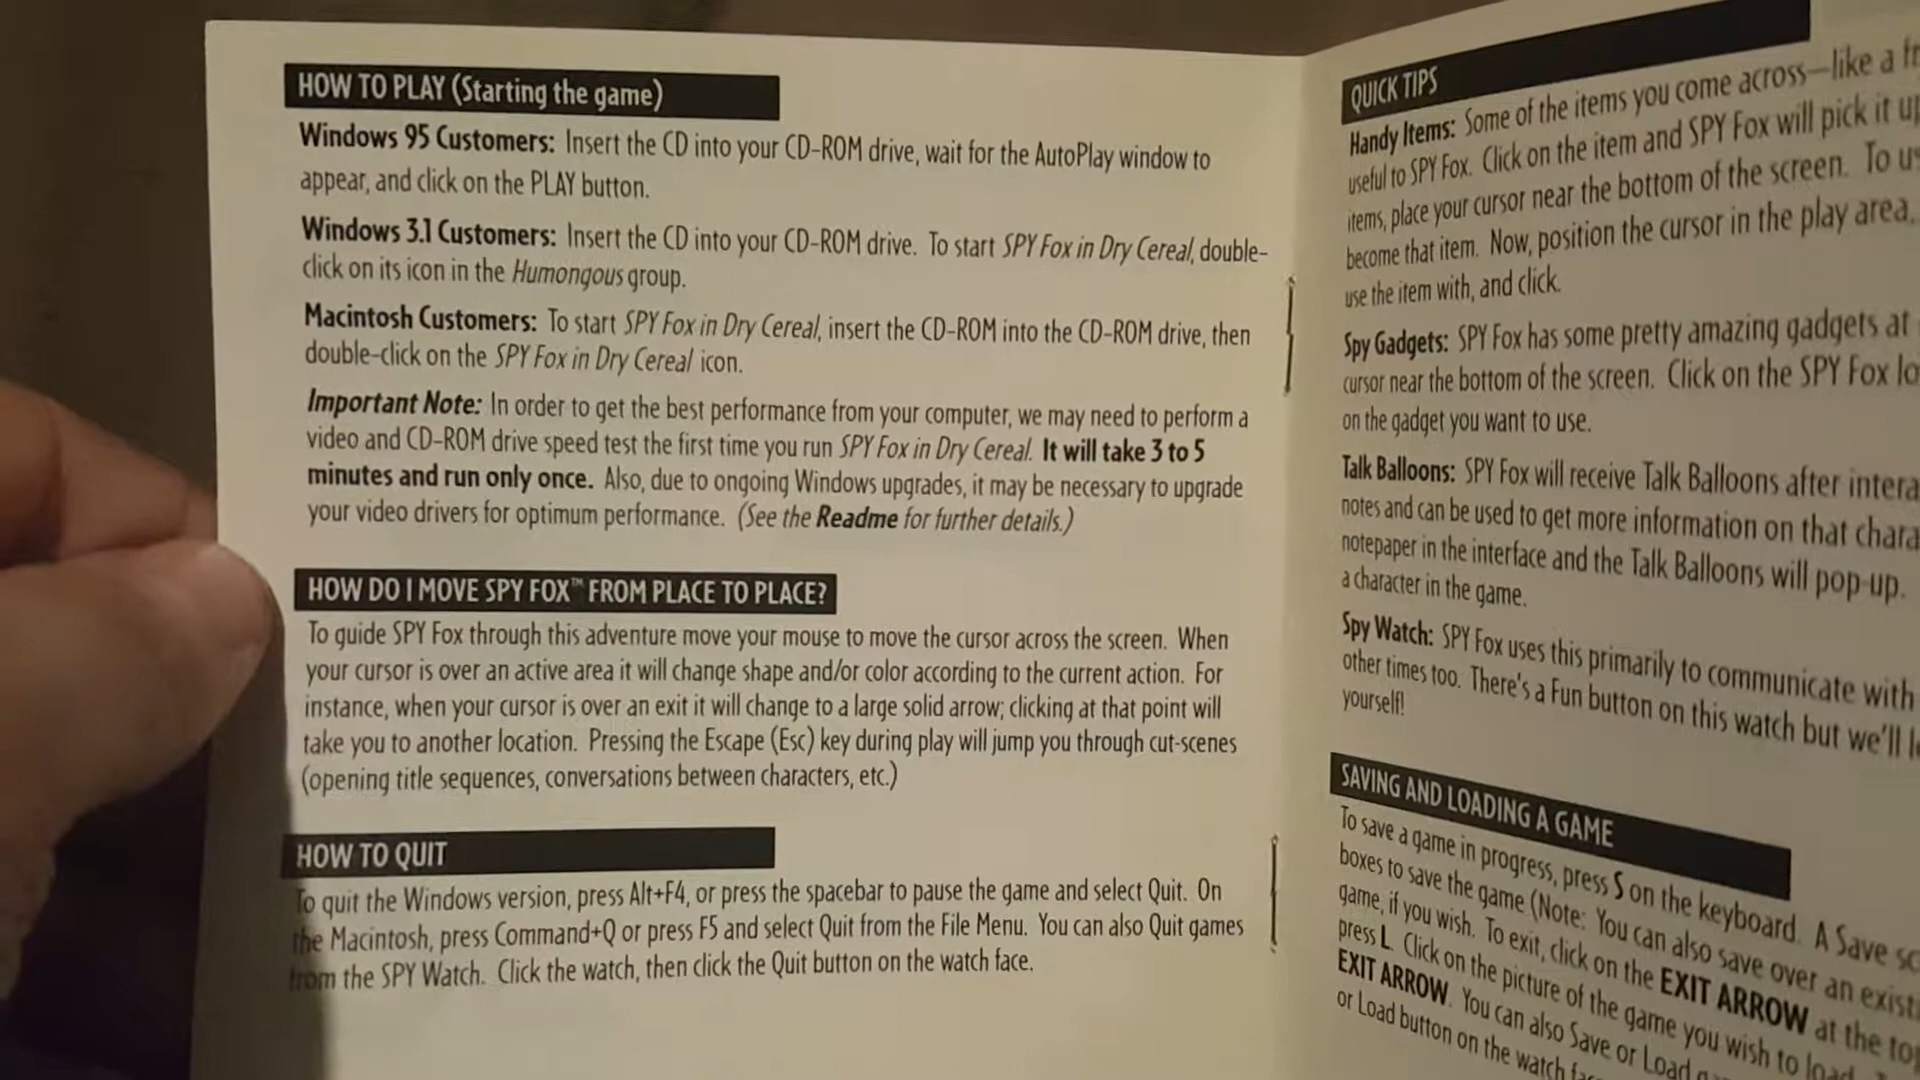 HOW TO PLAY (Starting the game)
Windows 95 Customers: Insert the CD into your CD-ROM drive, wait for the AutoPlay window to
appear, and click on the PLAY button.
Windows 3.1 Customers: Insert the CD into your CD-ROM drive. To start SPY Fox in Dry Cereal, double-
click on its icon in the Humongous group.
Macintosh Customers: To start SPY Fox in Dry Cereal, insert the CD-ROM into the CD-ROM drive, then
double-click on the SPY Fox in Dry Cereal icon.
Important Note: In order to get the best performance from your computer, we may need to perform a
video and CD-ROM drive speed test the first time you run SPY Fox in Dry Cereal. It will take 3 to 5
minutes and run only once. Also, due to ongoing Windows upgrades, it may be necessary to upgrade
your video drivers for optimum performance. (See the Readme for further details.)
HOW DO I MOVE SPY FOX™ FROM PLACE TO PLACE?
To guide SPY Fox through this adventure move your mouse to move the cursor across the screen. When
your cursor is over an active area it will change shape and/or color according to the current action. For
instance, when your cursor is over an exit it will change to a large solid arrow; clicking at that point will
take you to another location. Pressing the Escape (Esc) key during play will jump you through cut-scenes
(opening title sequences, conversations between characters, etc.)
HOW TO QUIT
To quit the Windows version, press Alt+F4, or press the spacebar to pause the game and select Quit. On
the Macintosh, press Command+Q or press F5 and select Quit from the File Menu. You can also Quit games
from the SPY Watch. Click the watch, then click the Quit button on the watch face.
QUICK TIPS
Handy Items: Some of the items you come across—like a
useful to SPY Fox. Click on the item and SPY Fox will pick it
items, place your cursor near the bottom of the screen. To
become that item. Now, position the cursor in the play area,
use the item with, and click.
Spy Gadgets: SPY Fox has some pretty amazing gadgets at
cursor near the bottom of the screen. Click on the SPY Fox
on the gadget you want to use.
Talk Balloons: SPY Fox will receive Talk Balloons after
notes and can be used to get more information on that
notepaper in the interface and the Talk Balloons will pop-up.
a character in the game.
Spy Watch: SPY Fox uses this primarily to communicate with
other times too. There's a Fun button on this watch but we'll
yourself!
SAVING AND LOADING A GAME
To save a game in progress, press S on the keyboard. A Save
boxes to save the game (Note: You can also save over an
game, if you wish. To exit, click on the EXIT ARROW at the
press L. Click on the picture of the game you wish to load.
EXIT ARROW. You can also Save or Load
or Load button on the watch